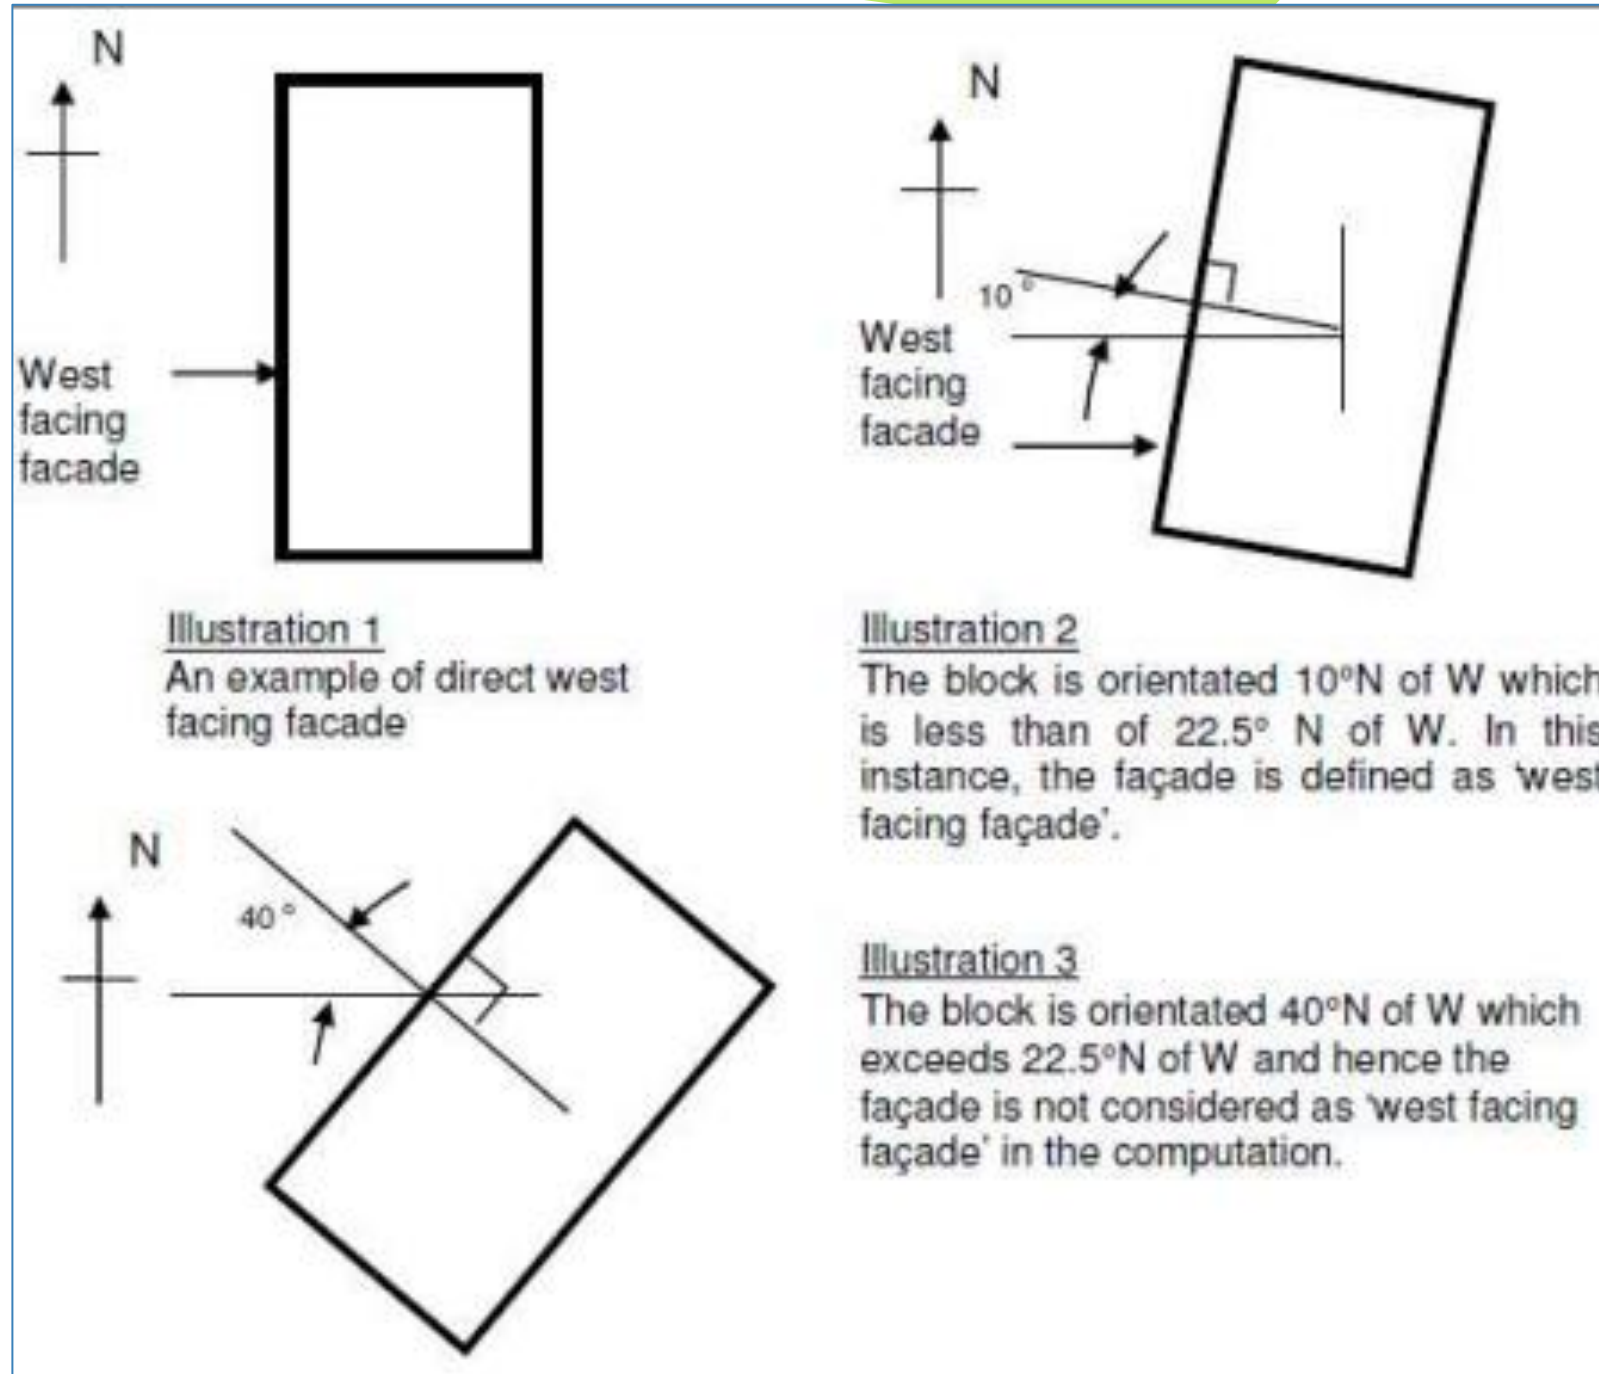 N
West
facing
facade
Illustration 1
An example of direct west
facing facade
N
10°
West
facing
facade
Illustration 2
The block is orientated 10°N of W which
is less than of 22.5° N of W. In this
instance, the façade is defined as 'west
facing façade'.
N
40°
Illustration 3
The block is orientated 40°N of W which
exceeds 22.5°N of W and hence the
façade is not considered as 'west facing
façade' in the computation.